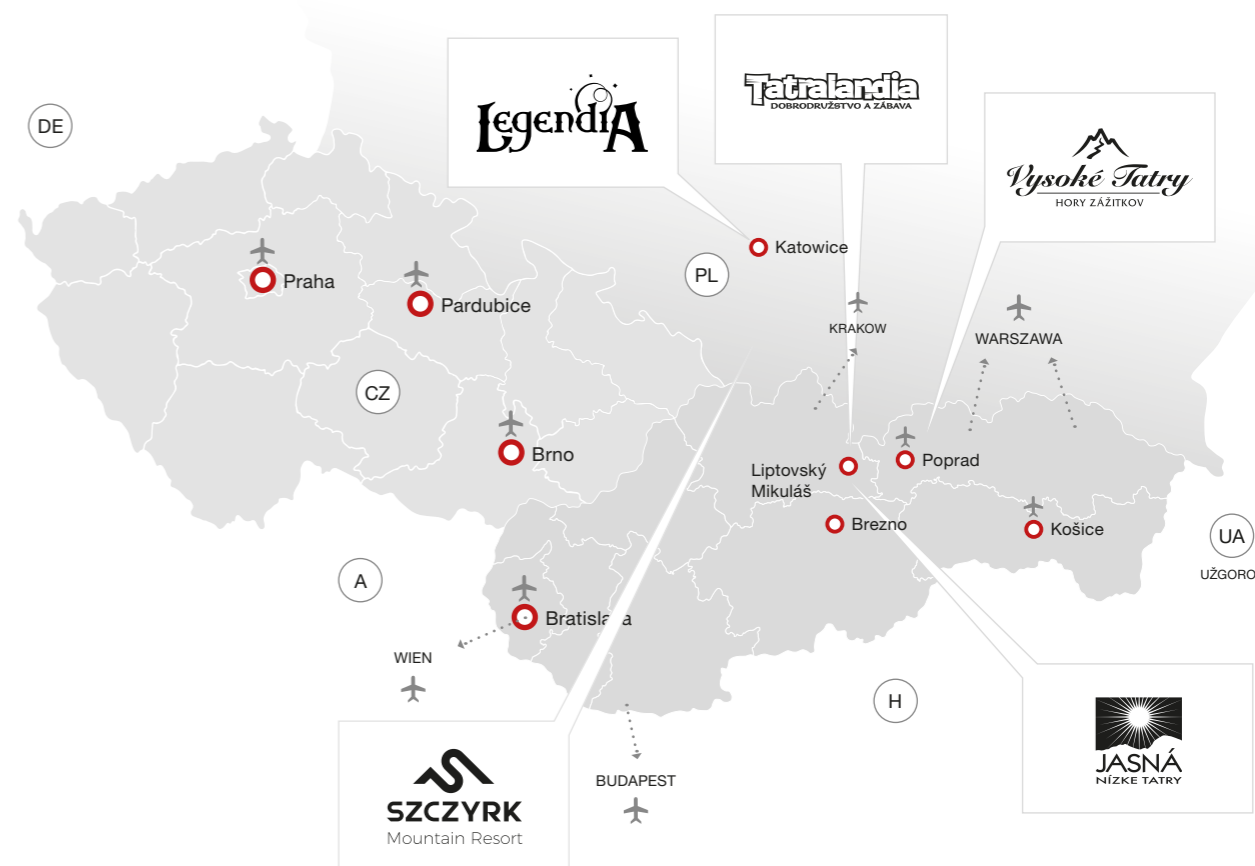 Tatralandia
DOBRODRUŽSTVO A ZÁBAVA
LegendiA
DE
Vysoké Tatry
HORY ZÁŽITKOV
Katowice
PL
Praha
Pardubice
KRAKOW
WARSZAWA
CZ
Brno
Liptovský
Mikuláš
Poprad
Brezno
Košice
UA
UŽGORO
A
Bratislava
WIEN
H
BUDAPEST
JASNÁ
NÍZKE TATRY
SZCZYRK
Mountain Resort